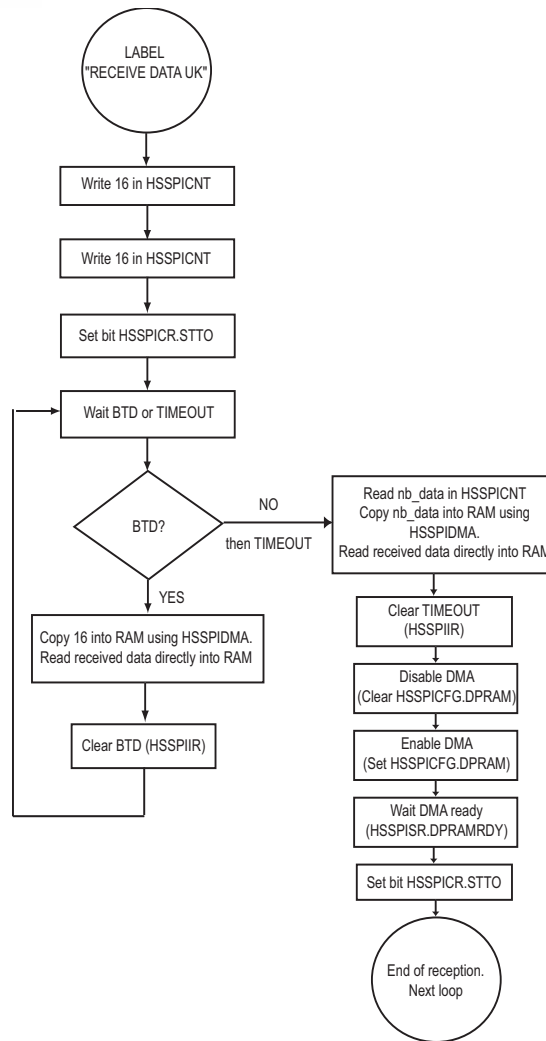 LABEL
"RECEIVE DATA UK"
Write 16 in HSSPICNT
Write 16 in HSSPICNT
Set bit HSSPICR.STTO
Wait BTD or TIMEOUT
BTD?
NO
then TIMEOUT
YES
Copy 16 into RAM using HSSPIDMA.
Read received data directly into RAM
Clear BTD (HSSPIIR)
Read nb_data in HSSPICNT
Copy nb_data into RAM using
HSSPIDMA.
Read received data directly into RAM
Clear TIMEOUT
(HSSPIIR)
Disable DMA
(Clear HSSPICFG.DPRAM)
Enable DMA
(Set HSSPICFG.DPRAM)
Wait DMA ready
(HSSPISR.DPRAMRDY)
Set bit HSSPICR.STTO
End of reception.
Next loop